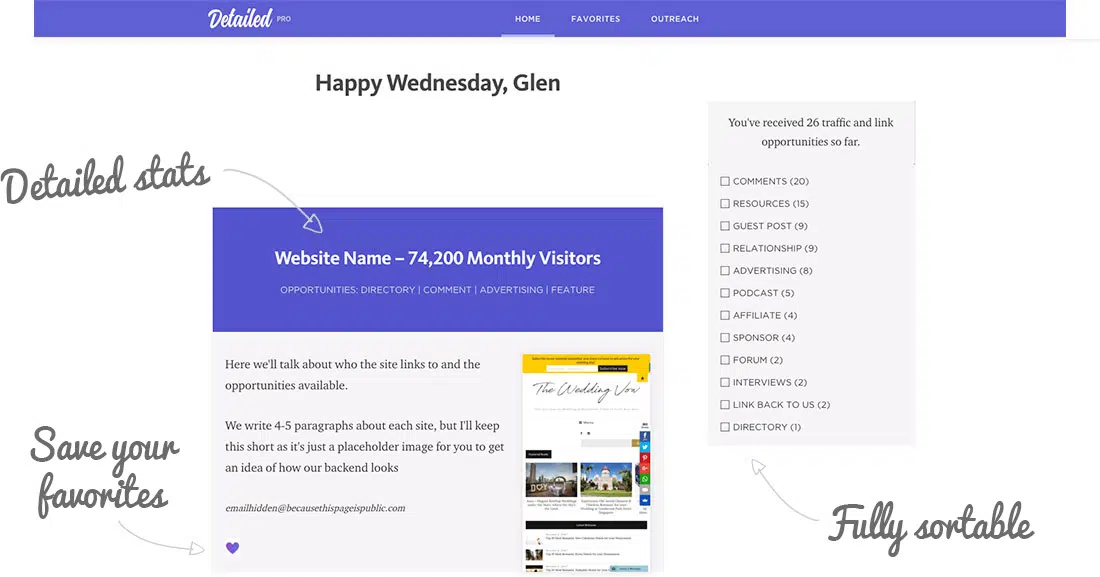 Detailed PRO
HOME FAVORITES OUTREACH
Happy Wednesday, Glen
You've received 26 traffic and link
opportunities so far.
COMMENTS (20)
RESOURCES (15)
GUEST POST (9)
RELATIONSHIP (9)
ADVERTISING (8)
PODCAST (5)
AFFILIATE (4)
SPONSOR (4)
FORUM (2)
INTERVIEWS (2)
LINK BACK TO US (2)
DIRECTORY (1)
Detailed stats
Website Name – 74,200 Monthly Visitors
OPPORTUNITIES: DIRECTORY | COMMENT | ADVERTISING | FEATURE
Here we'll talk about who the site links to and the
opportunities available.
We write 4-5 paragraphs about each site, but I'll keep
this short as it's just a placeholder image for you to get
an idea of how our backend looks
emailhidden@becausethispageispublic.com
The Wedding Vow
Menu
Save your
favorites
Fully sortable